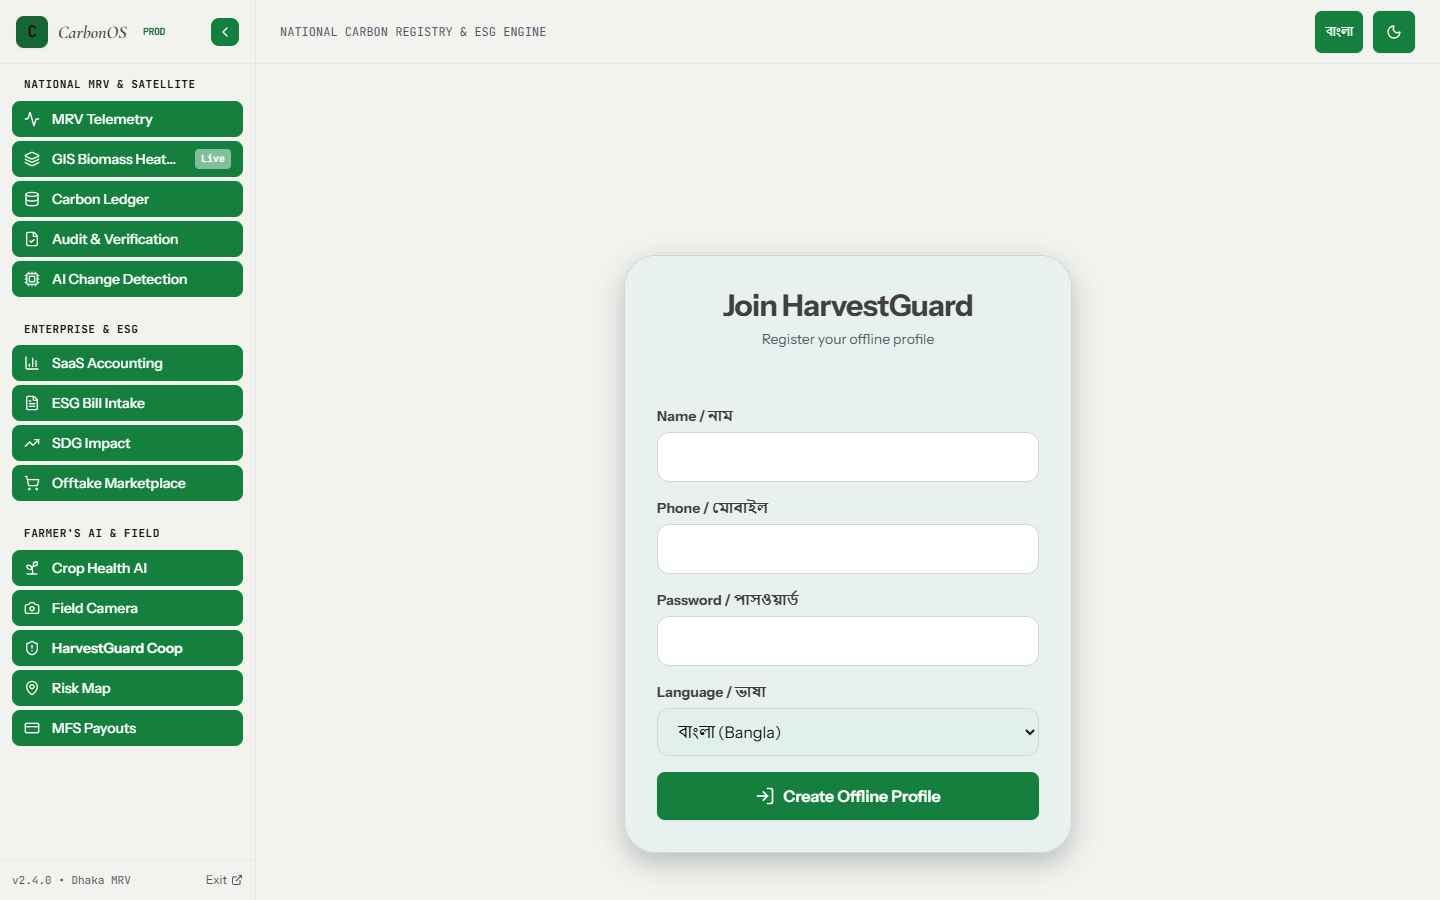 C CarbonOS PROD
NATIONAL CARBON REGISTRY & ESG ENGINE
বাংলা
NATIONAL MRV & SATELLITE
MRV Telemetry
GIS Biomass Heat... Live
Carbon Ledger
Audit & Verification
AI Change Detection
ENTERPRISE & ESG
SaaS Accounting
ESG Bill Intake
SDG Impact
Offtake Marketplace
FARMER'S AI & FIELD
Crop Health AI
Field Camera
HarvestGuard Coop
Risk Map
MFS Payouts
v2.4.0 • Dhaka MRV
Exit
Join HarvestGuard
Register your offline profile
Name / নাম
Phone / মোবাইল
Password / পাসওয়ার্ড
Language / ভাষা
বাংলা (Bangla)
Create Offline Profile